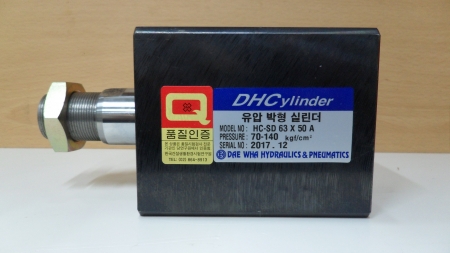 Q
품질인증
DHCylinder
유압 박형 실린더
MODEL NO: HC-SD 63 X 50 A
PRESSURE: 70-140 kgf/cm²
SERIAL NO: 2017. 12
DAE WHA HYDRAULICS & PNEUMATICS